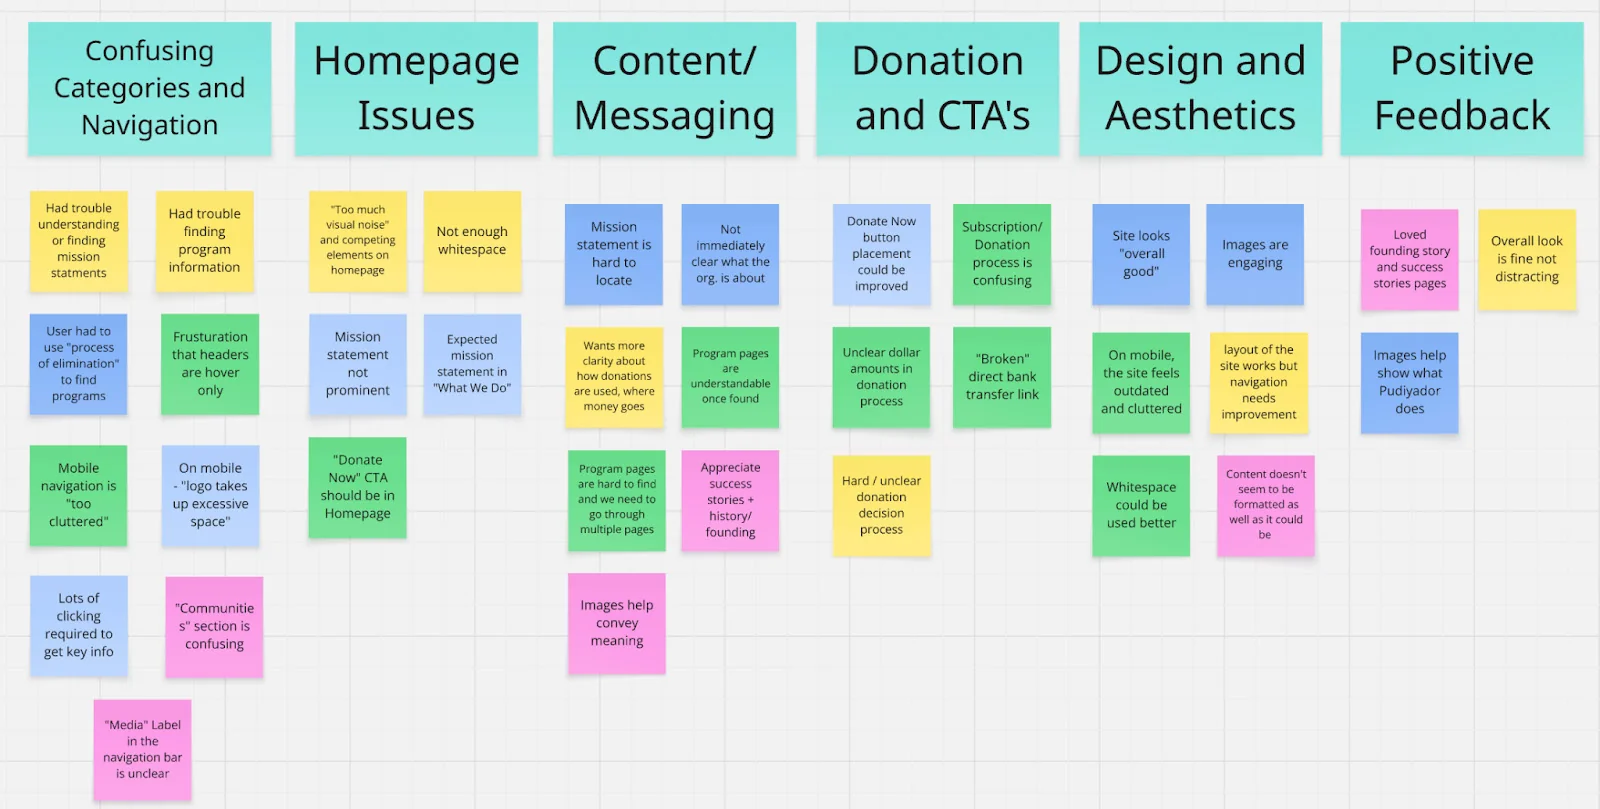 Confusing
Categories and
Navigation
Homepage
Issues
Content/
Messaging
Donation
and CTA's
Design and
Aesthetics
Positive
Feedback
Had trouble
understanding
or finding
mission
statments
Had trouble
finding
program
information
User had to
use "process
of elimination"
to find
programs
Frusturation
that headers
are hover
only
Mobile
navigation is
"too
cluttered"
On mobile
- "logo takes
up excessive
space"
Lots of
clicking
required to
get key info
"Communitie
s" section is
confusing
"Media" Label
in the
navigation bar
is unclear
"Too much
visual noise"
and competing
elements on
homepage
Not enough
whitespace
Mission
statement
not
prominent
Expected
mission
statement in
"What We Do"
"Donate
Now" CTA
should be in
Homepage
Mission
statement is
hard to
locate
Not
immediately
clear what the
org. is about
Wants more
clarity about
how donations
are used, where
money goes
Program pages
are
understandable
once found
Program pages
are hard to find
and we need to
go through
multiple pages
Appreciate
success
stories +
history/
founding
Images help
convey
meaning
Donate Now
button
placement
could be
improved
Subscription/
Donation
process is
confusing
Unclear dollar
amounts in
donation
process
"Broken"
direct bank
transfer link
Hard / unclear
donation
decision
process
Site looks
"overall
good"
Images are
engaging
On mobile,
the site feels
outdated
and cluttered
layout of the
site works but
navigation
needs
improvement
Whitespace
could be
used better
Content doesn't
seem to be
formatted as
well as it could
be
Loved
founding story
and success
stories pages
Overall look
is fine not
distracting
Images help
show what
Pudiyador
does